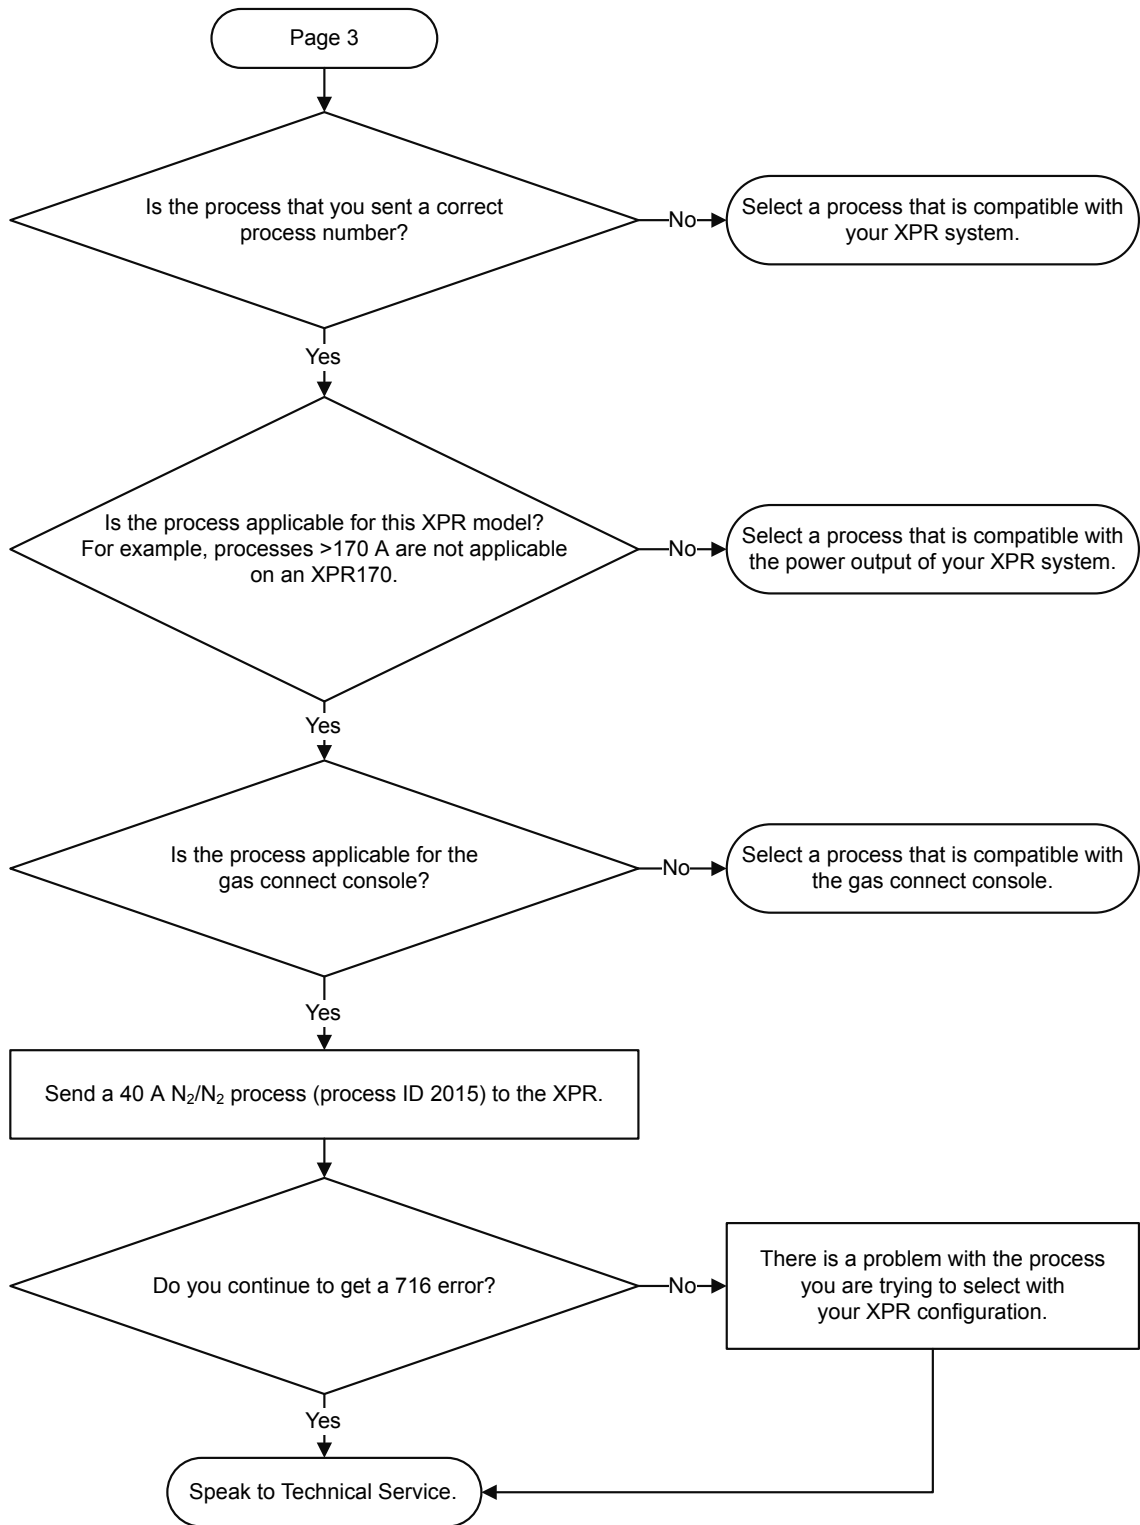 Page 3
Is the process that you sent a correct
process number?
No
Select a process that is compatible with
your XPR system.
Yes
Is the process applicable for this XPR model?
For example, processes >170 A are not applicable
on an XPR170.
No
Select a process that is compatible with
the power output of your XPR system.
Yes
Is the process applicable for the
gas connect console?
No
Select a process that is compatible with
the gas connect console.
Yes
Send a 40 A N₂/N₂ process (process ID 2015) to the XPR.
Do you continue to get a 716 error?
No
There is a problem with the process
you are trying to select with
your XPR configuration.
Yes
Speak to Technical Service.